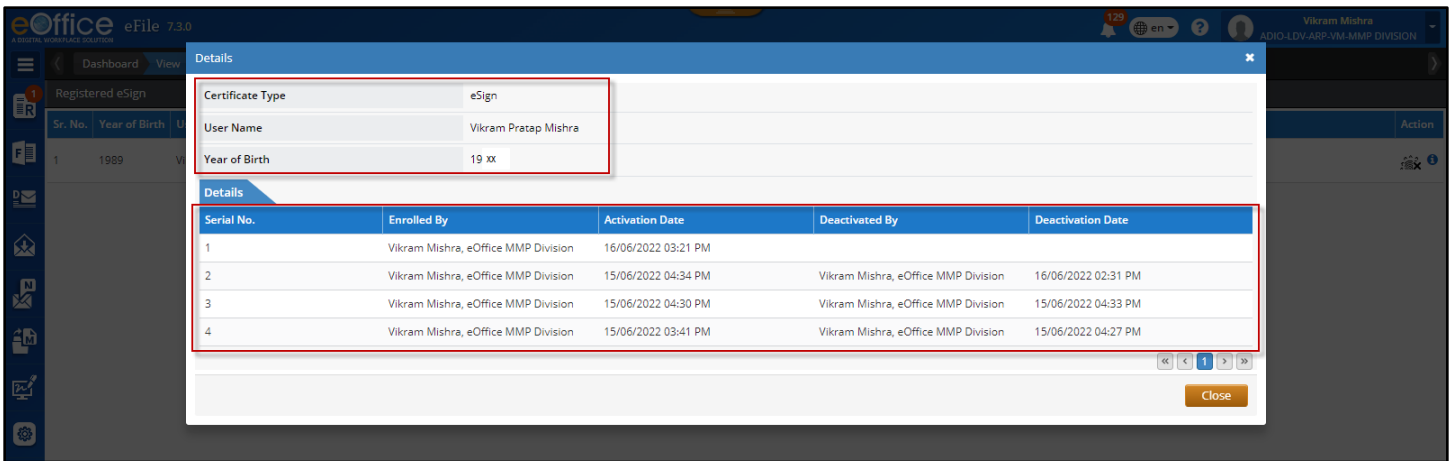 eOffice eFile 7.3.0
A DIGITAL WORKPLACE SOLUTION
129
en
?
Vikram Mishra
ADIO-LDV-ARP-VM-MMP DIVISION
Dashboard View
Details
×
Registered eSign
Sr. No. Year of Birth U Action
1 1989 Vi
Certificate Type eSign
User Name Vikram Pratap Mishra
Year of Birth 19 xx
Details
Serial No. Enrolled By Activation Date Deactivated By Deactivation Date
1 Vikram Mishra, eOffice MMP Division 16/06/2022 03:21 PM
2 Vikram Mishra, eOffice MMP Division 15/06/2022 04:34 PM Vikram Mishra, eOffice MMP Division 16/06/2022 02:31 PM
3 Vikram Mishra, eOffice MMP Division 15/06/2022 04:30 PM Vikram Mishra, eOffice MMP Division 15/06/2022 04:33 PM
4 Vikram Mishra, eOffice MMP Division 15/06/2022 03:41 PM Vikram Mishra, eOffice MMP Division 15/06/2022 04:27 PM
« < 1 > »
Close
1
R
F
D
N
M